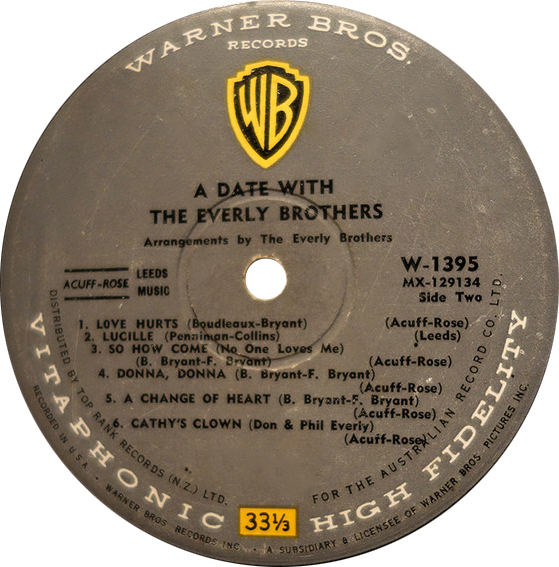 WARNER BROS.
RECORDS
WB
A DATE WITH
THE EVERLY BROTHERS
Arrangements by The Everly Brothers
ACUFF-ROSE
LEEDS
MUSIC
W-1395
MX-129134
Side Two
1. LOVE HURTS (Boudleaux-Bryant) (Acuff-Rose)
2. LUCILLE (Penniman-Collins) (Leeds)
3. SO HOW COME (No One Loves Me)
(B. Bryant-F. Bryant) (Acuff-Rose)
4. DONNA, DONNA (B. Bryant-F. Bryant)
(Acuff-Rose)
5. A CHANGE OF HEART (B. Bryant-F. Bryant)
(Acuff-Rose)
6. CATHY'S CLOWN (Don & Phil Everly)
(Acuff-Rose)
DISTRIBUTED BY TOP RANK RECORDS (N.Z.) LTD.
FOR THE AUSTRALIAN RECORD CO. LTD.
VITAPHONIC
33⅓
HIGH FIDELITY
RECORDED IN U.S.A. · WARNER BROS. RECORDS INC. · A SUBSIDIARY & LICENSEE OF WARNER BROS. PICTURES INC.